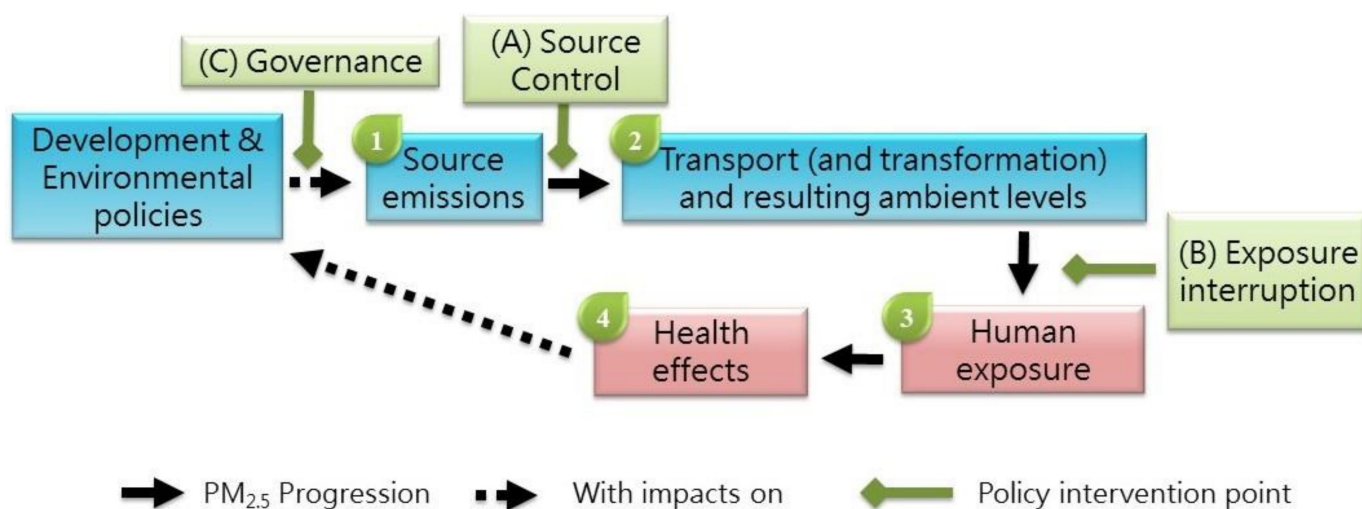 (C) Governance
(A) Source
Control
Development &
Environmental
policies
1
Source
emissions
2
Transport (and transformation)
and resulting ambient levels
(B) Exposure
interruption
4
Health
effects
3
Human
exposure
PM2.5 Progression
With impacts on
Policy intervention point